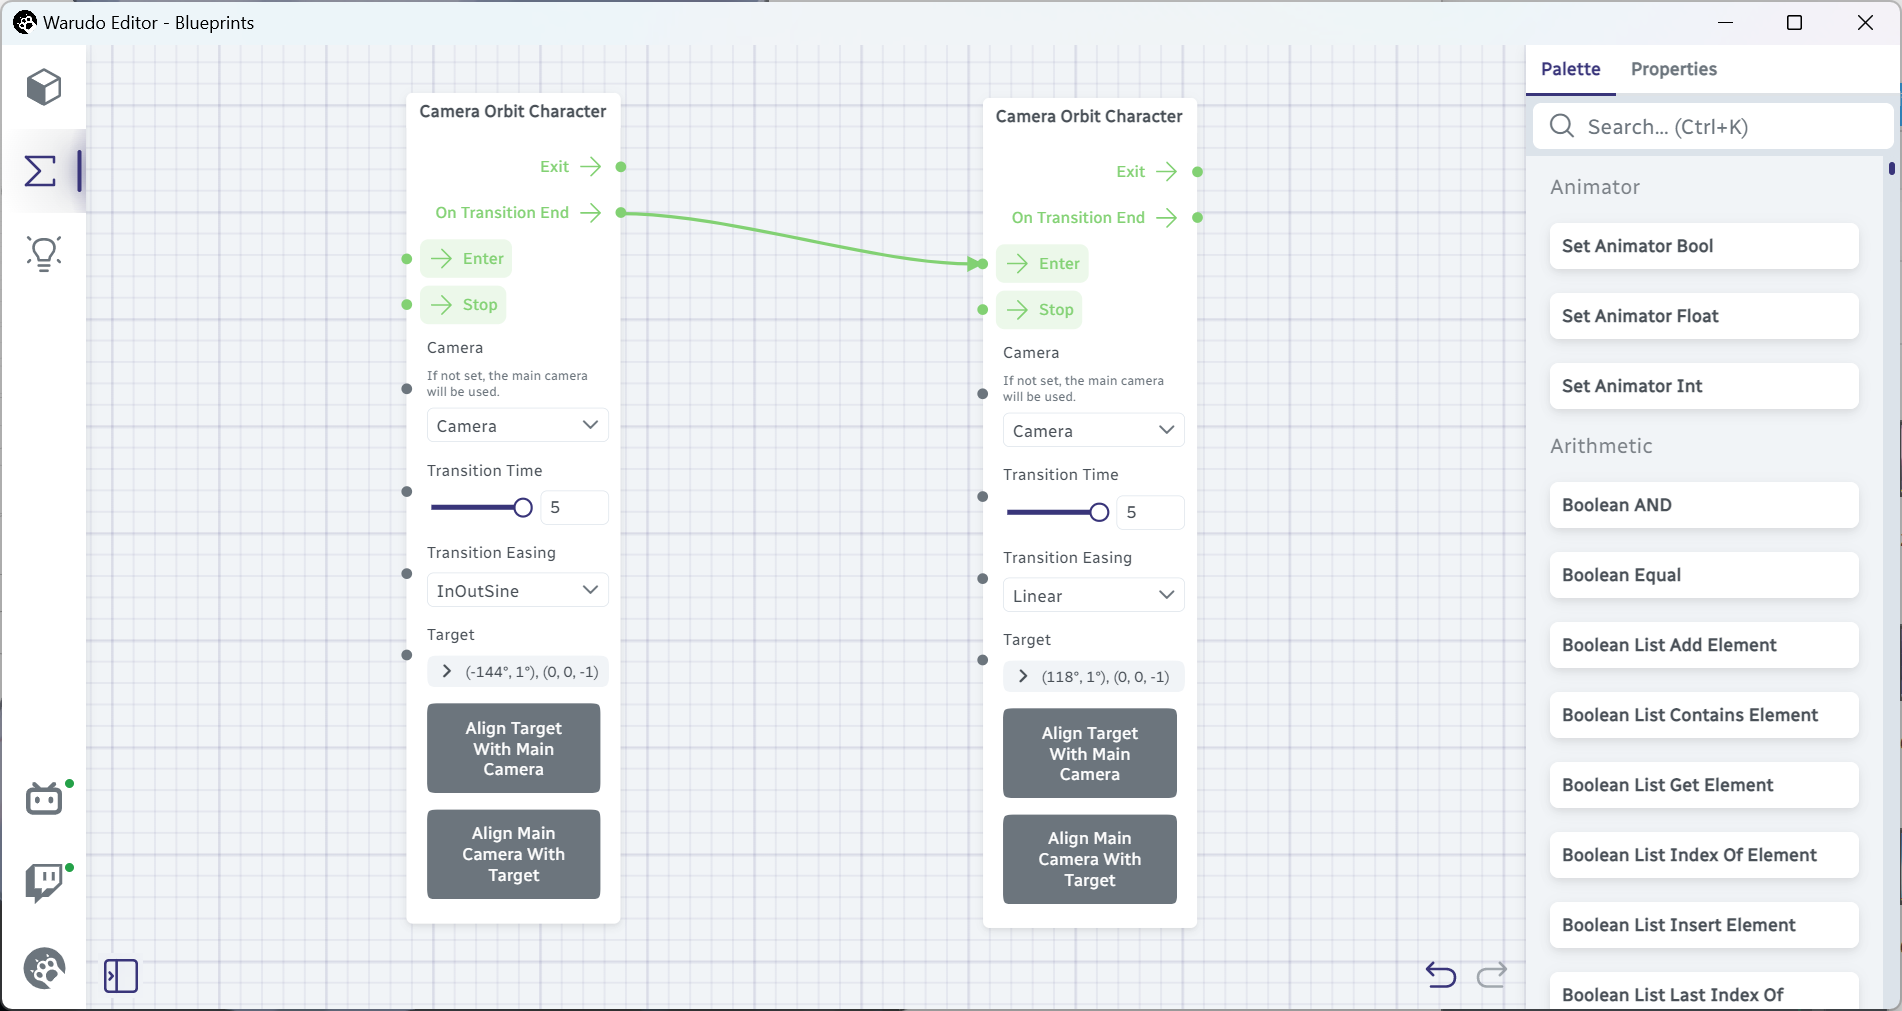 Warudo Editor - Blueprints
Camera Orbit Character
Exit
On Transition End
Enter
Stop
Camera
If not set, the main camera
will be used.
Camera
Transition Time
5
Transition Easing
InOutSine
Target
(-144°, 1°), (0, 0, -1)
Align Target
With Main
Camera
Align Main
Camera With
Target
Camera Orbit Character
Exit
On Transition End
Enter
Stop
Camera
If not set, the main camera
will be used.
Camera
Transition Time
5
Transition Easing
Linear
Target
(118°, 1°), (0, 0, -1)
Align Target
With Main
Camera
Align Main
Camera With
Target
Palette Properties
Search... (Ctrl+K)
Animator
Set Animator Bool
Set Animator Float
Set Animator Int
Arithmetic
Boolean AND
Boolean Equal
Boolean List Add Element
Boolean List Contains Element
Boolean List Get Element
Boolean List Index Of Element
Boolean List Insert Element
Boolean List Last Index Of